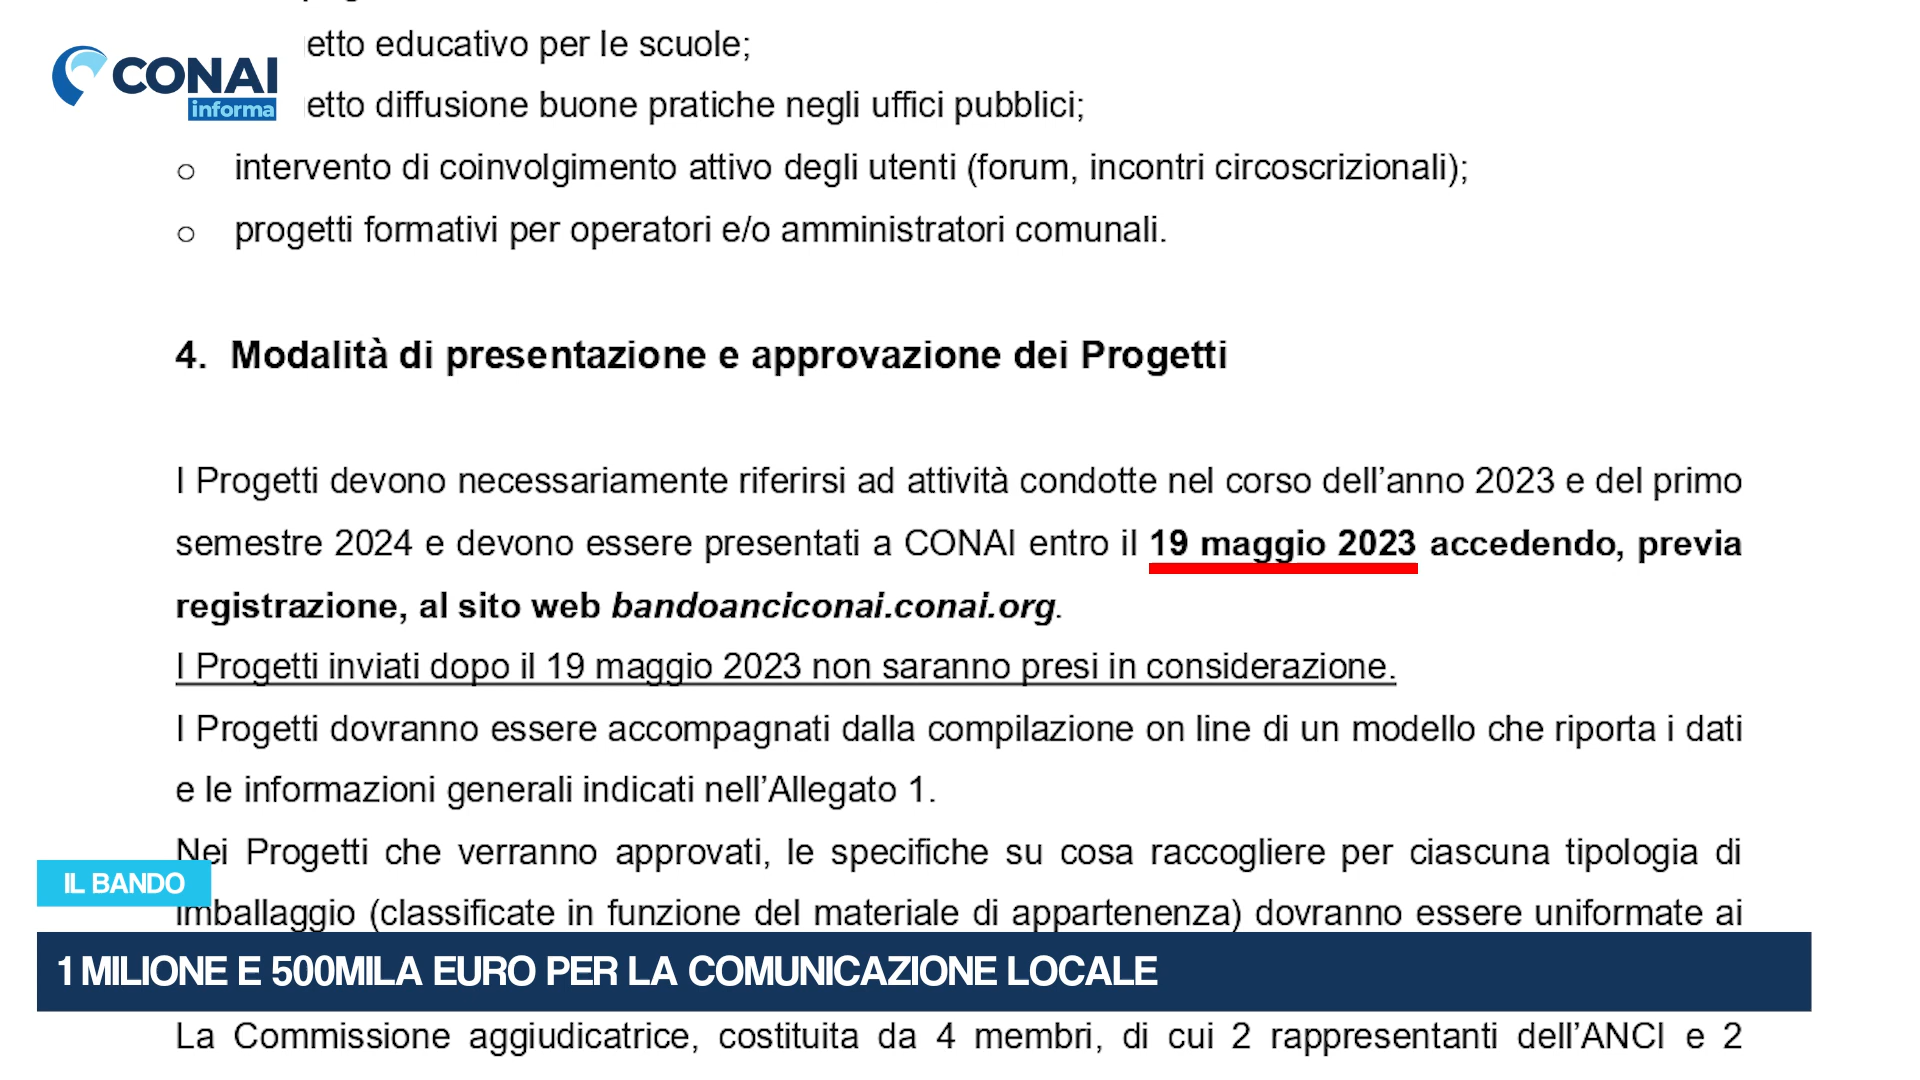 CONAI
informa
etto educativo per le scuole;
etto diffusione buone pratiche negli uffici pubblici;
o intervento di coinvolgimento attivo degli utenti (forum, incontri circoscrizionali);
o progetti formativi per operatori e/o amministratori comunali.
4. Modalità di presentazione e approvazione dei Progetti
I Progetti devono necessariamente riferirsi ad attività condotte nel corso dell’anno 2023 e del primo
semestre 2024 e devono essere presentati a CONAI entro il 19 maggio 2023 accedendo, previa
registrazione, al sito web bandoanciconai.conai.org.
I Progetti inviati dopo il 19 maggio 2023 non saranno presi in considerazione.
I Progetti dovranno essere accompagnati dalla compilazione on line di un modello che riporta i dati
e le informazioni generali indicati nell’Allegato 1.
Nei Progetti che verranno approvati, le specifiche su cosa raccogliere per ciascuna tipologia di
IL BANDO
imballaggio (classificate in funzione del materiale di appartenenza) dovranno essere uniformate ai
1 MILIONE E 500MILA EURO PER LA COMUNICAZIONE LOCALE
La Commissione aggiudicatrice, costituita da 4 membri, di cui 2 rappresentanti dell’ANCI e 2